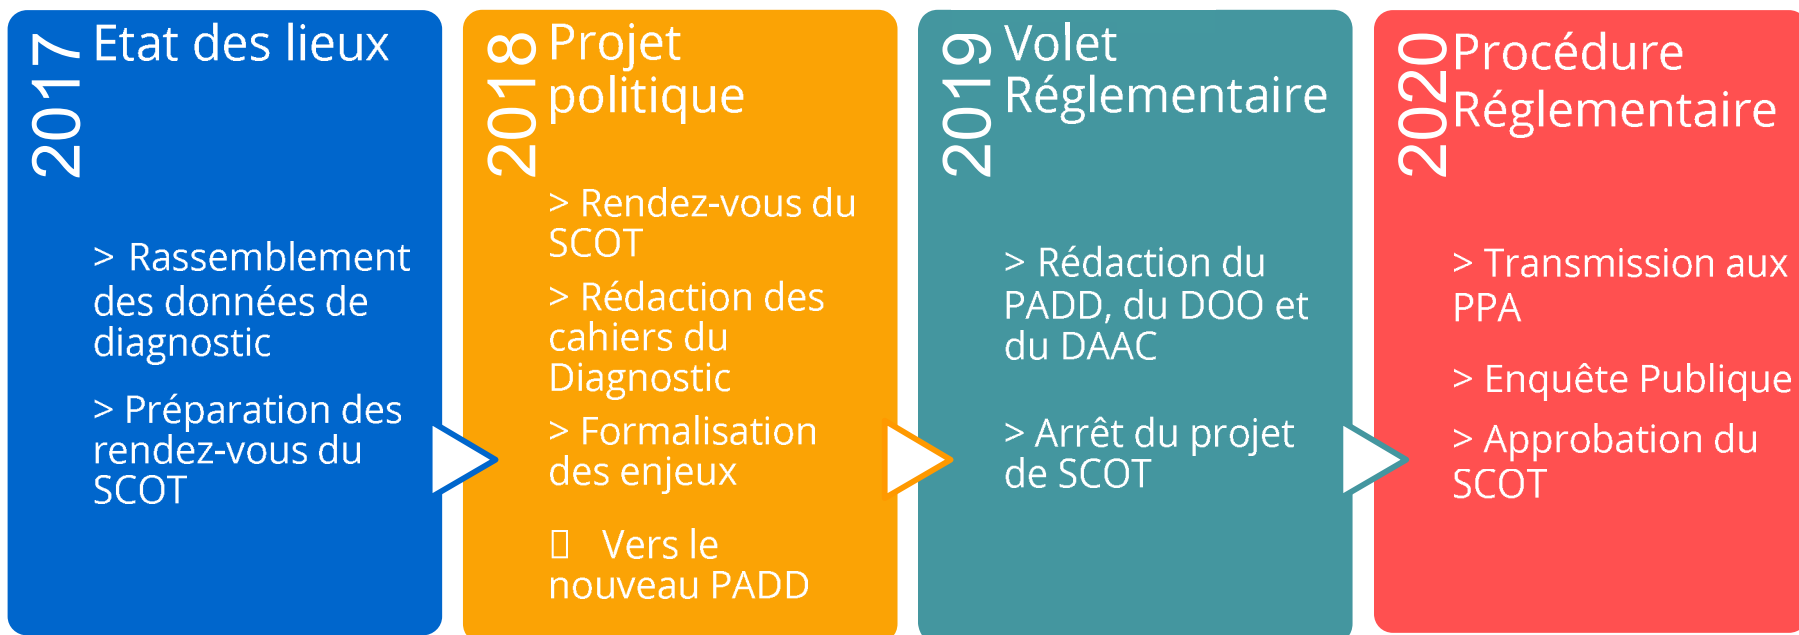 2017
Etat des lieux
> Rassemblement
des données de
diagnostic
> Préparation des
rendez-vous du
SCOT
2018
Projet
politique
> Rendez-vous du
SCOT
> Rédaction des
cahiers du
Diagnostic
> Formalisation
des enjeux
Vers le
nouveau PADD
2019
Volet
Réglementaire
> Rédaction du
PADD, du DOO et
du DAAC
> Arrêt du projet
de SCOT
2020
Procédure
Réglementaire
> Transmission aux
PPA
> Enquête Publique
> Approbation du
SCOT